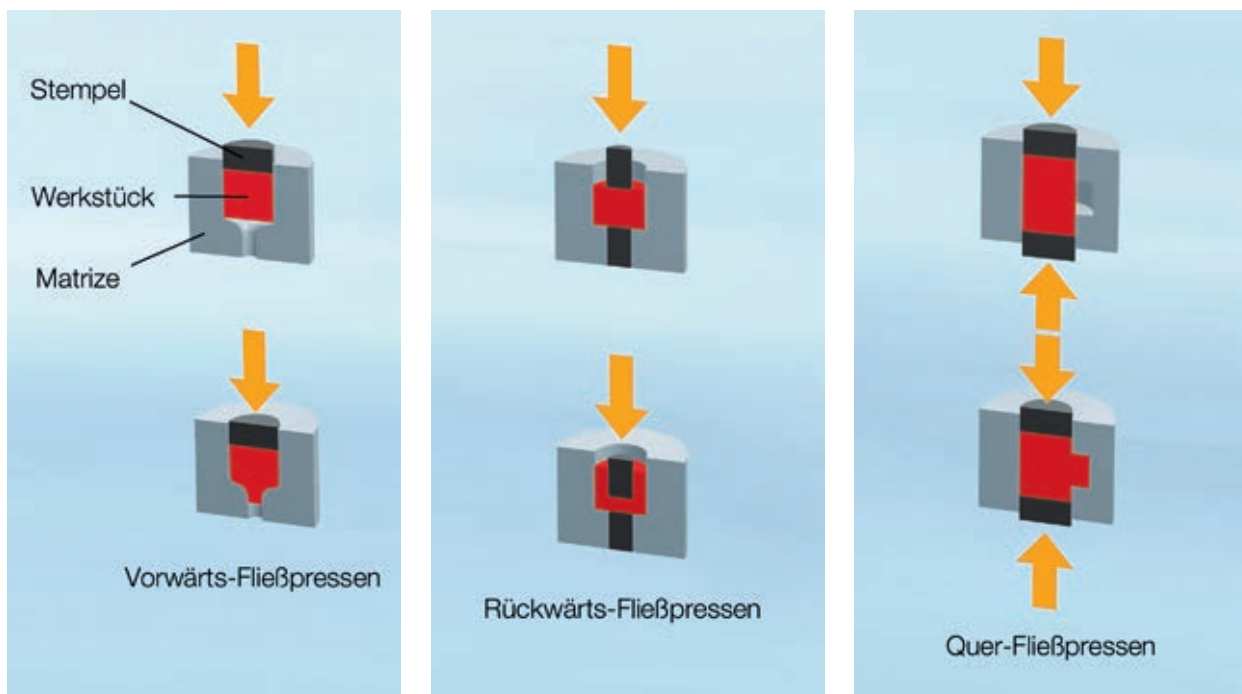 Stempel
Werkstück
Matrize
Vorwärts-Fließpressen
Rückwärts-Fließpressen
Quer-Fließpressen